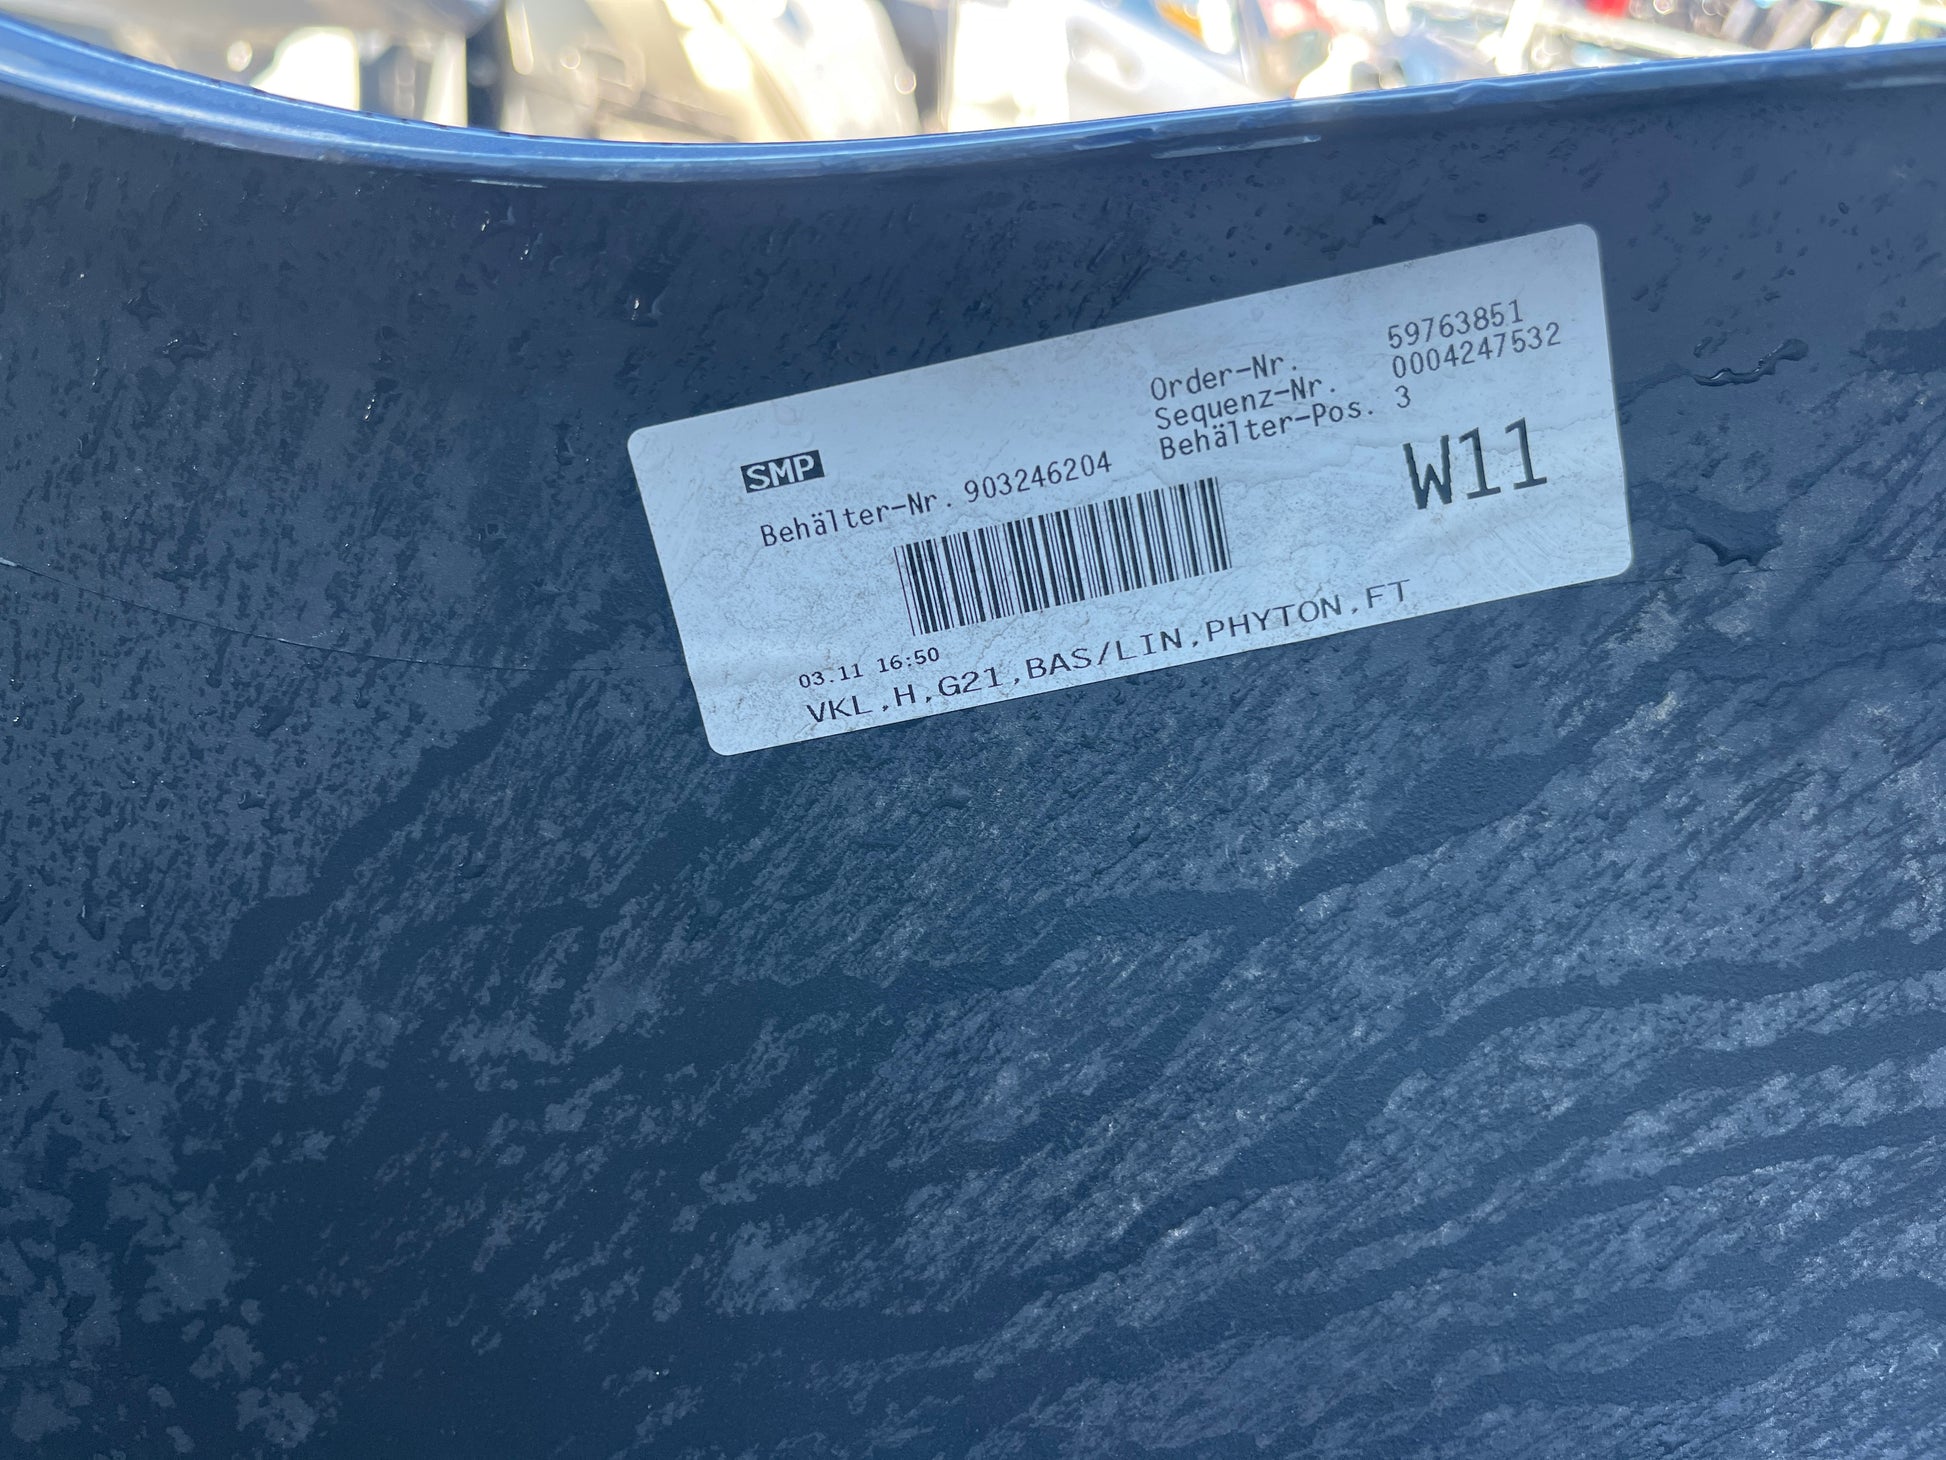 SMP
Order-Nr. 59763851
Sequenz-Nr. 0004247532
Behälter-Pos. 3
Behälter-Nr. 903246204
W11
03.11 16:50
VKL,H,G21,BAS/LIN,PHYTON,FT